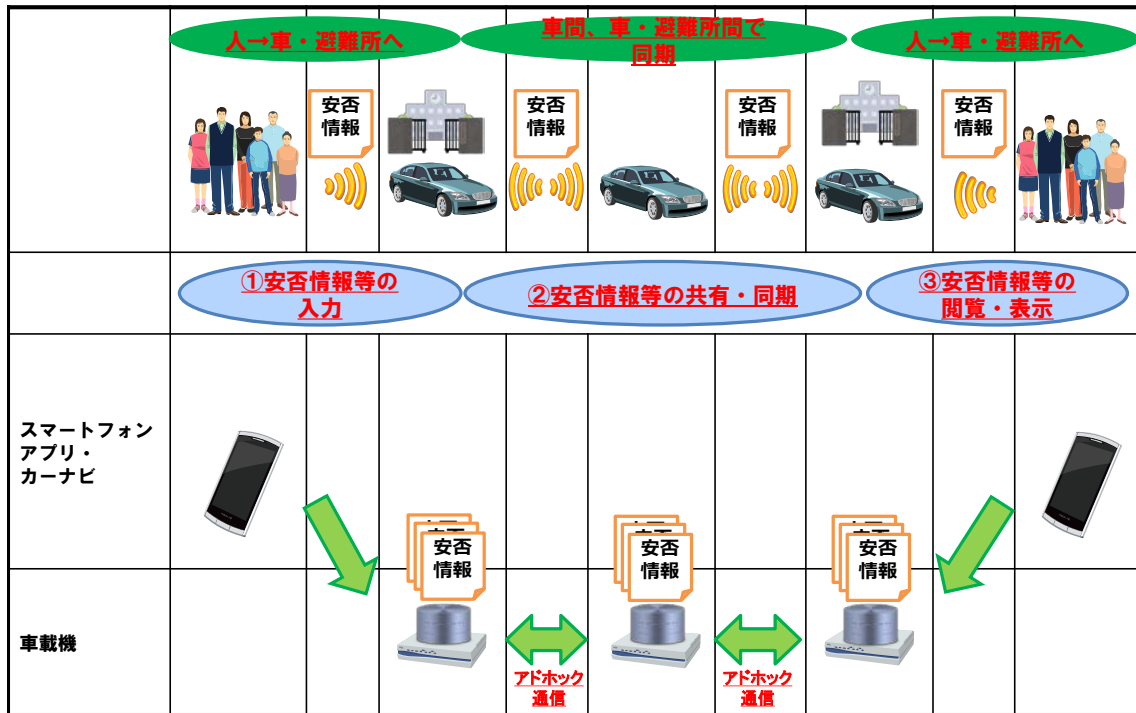 人→車・避難所へ
車間、車・避難所間で
同期
人→車・避難所へ
安否
情報
安否
情報
安否
情報
安否
情報
①安否情報等の
入力
②安否情報等の共有・同期
③安否情報等の
閲覧・表示
スマートフォン
アプリ・
カーナビ
安否
情報
安否
情報
安否
情報
車載機
アドホック
通信
アドホック
通信